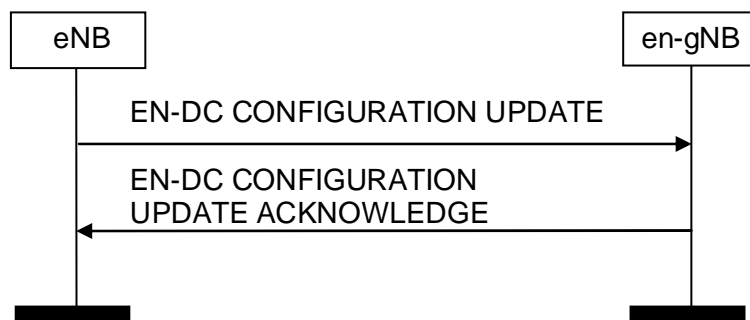 eNB
en-gNB
EN-DC CONFIGURATION UPDATE
EN-DC CONFIGURATION
UPDATE ACKNOWLEDGE